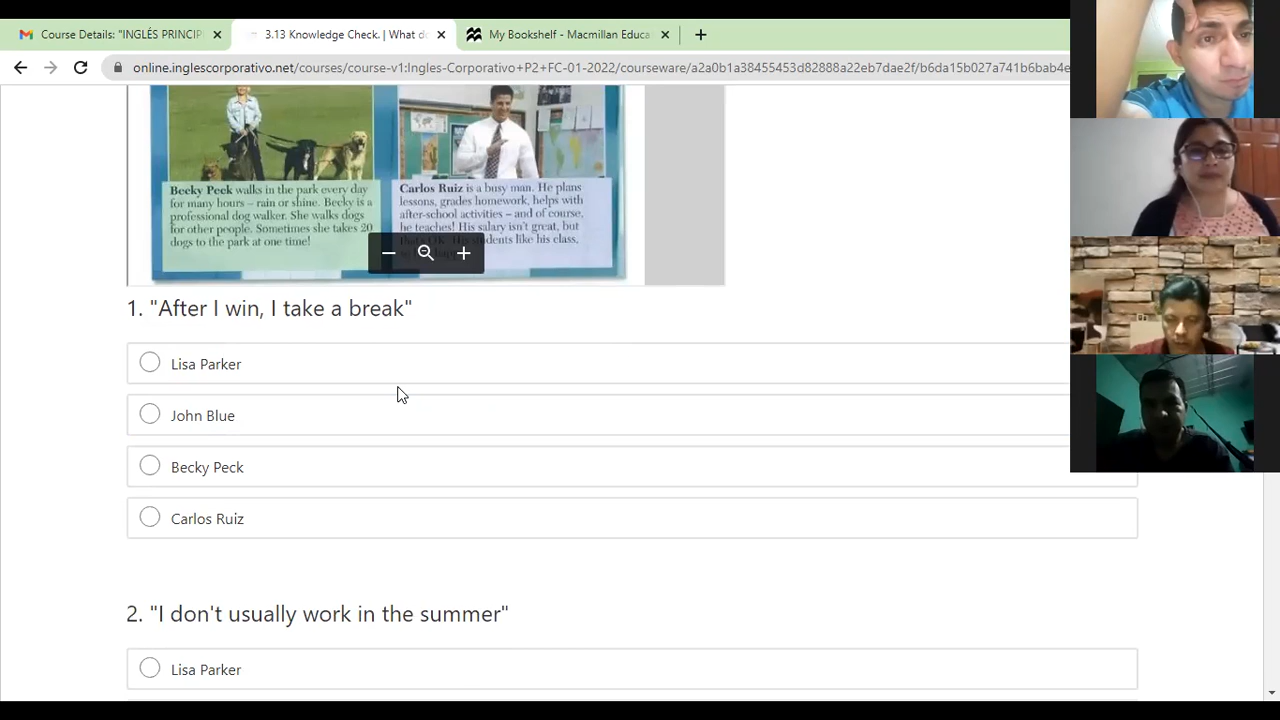 Course Details: "INGLÉS PRINCIP
3.13 Knowledge Check. | What do
My Bookshelf - Macmillan Educa
online.inglescorporativo.net/courses/course-v1:Ingles-Corporativo+P2+FC-01-2022/courseware/a2a0b1a38455453d82888a22eb7dae2f/b6da15b027a741b6bab4e
Becky Peek walks in the park every day
for many hours – rain or shine. Becky is a
professional dog walker. She walks dogs
for other people. Sometimes she takes 20
dogs to the park at one time!
Carlos Ruiz is a busy man. He plans
lessons, grades homework, helps with
after-school activities – and of course,
he teaches! His salary isn't great, but
students like his class,
1. "After I win, I take a break"
Lisa Parker
John Blue
Becky Peck
Carlos Ruiz
2. "I don't usually work in the summer"
Lisa Parker